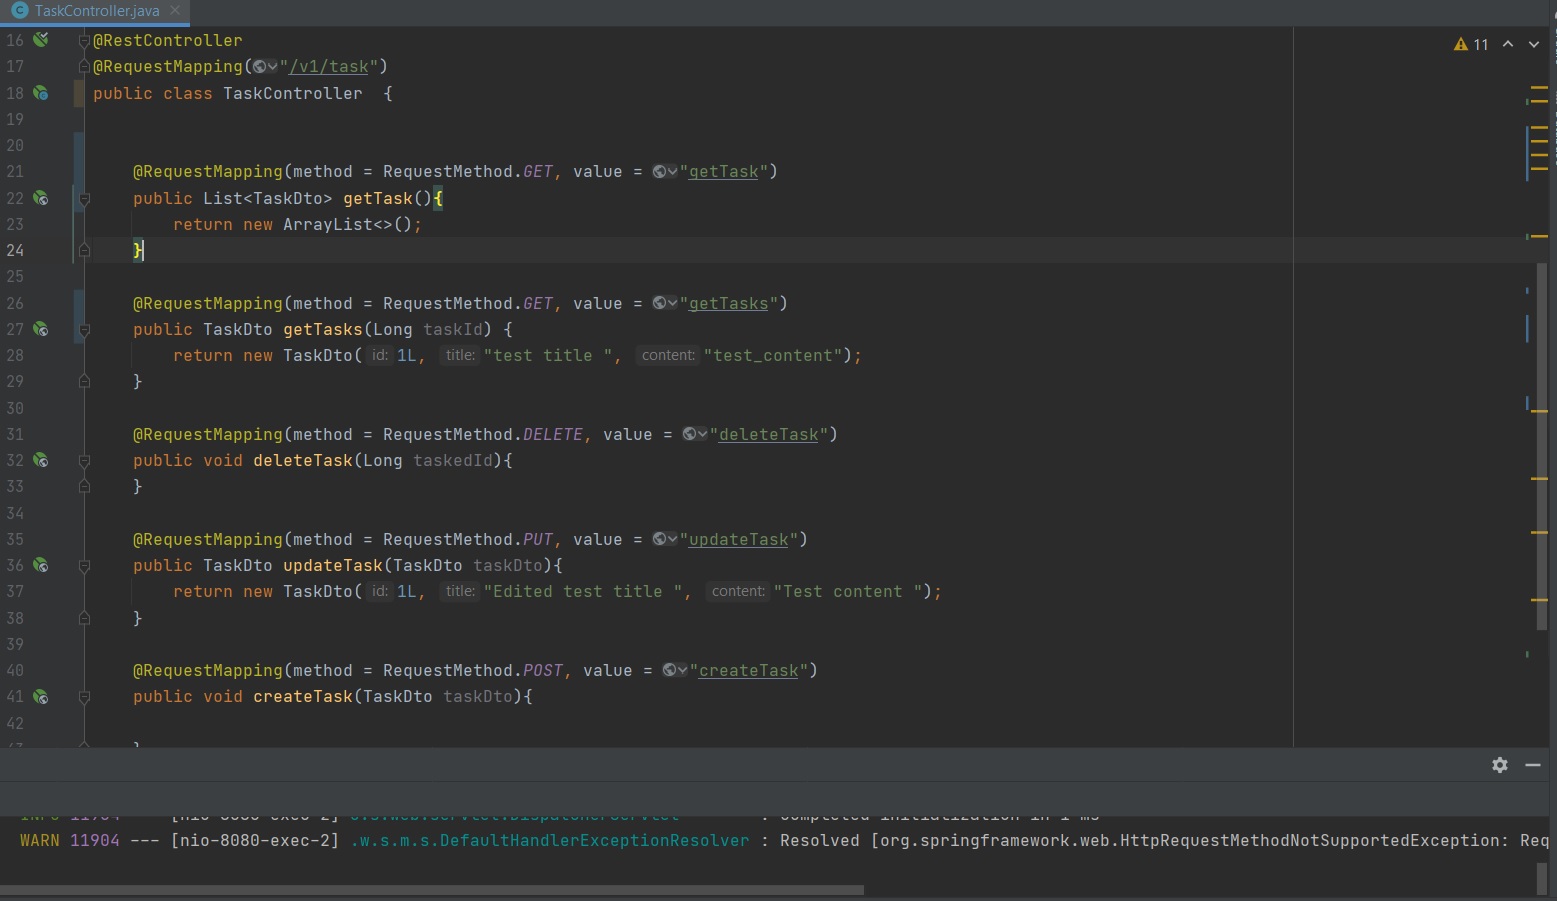 TaskController.java
16 @RestController
17 @RequestMapping("/v1/task")
11
18 public class TaskController {
19
20
21 @RequestMapping(method = RequestMethod.GET, value = "getTask")
22 public List<TaskDto> getTask(){
23 return new ArrayList<>();
24 }
25
26 @RequestMapping(method = RequestMethod.GET, value = "getTasks")
27 public TaskDto getTasks(Long taskId) {
28 return new TaskDto( id: 1L, title: "test title ", content: "test_content");
29 }
30
31 @RequestMapping(method = RequestMethod.DELETE, value = "deleteTask")
32 public void deleteTask(Long taskedId){
33 }
34
35 @RequestMapping(method = RequestMethod.PUT, value = "updateTask")
36 public TaskDto updateTask(TaskDto taskDto){
37 return new TaskDto( id: 1L, title: "Edited test title ", content: "Test content ");
38 }
39
40 @RequestMapping(method = RequestMethod.POST, value = "createTask")
41 public void createTask(TaskDto taskDto){
42
WARN 11904 --- [nio-8080-exec-2] .w.s.m.s.DefaultHandlerExceptionResolver : Resolved [org.springframework.web.HttpRequestMethodNotSupportedException: Req